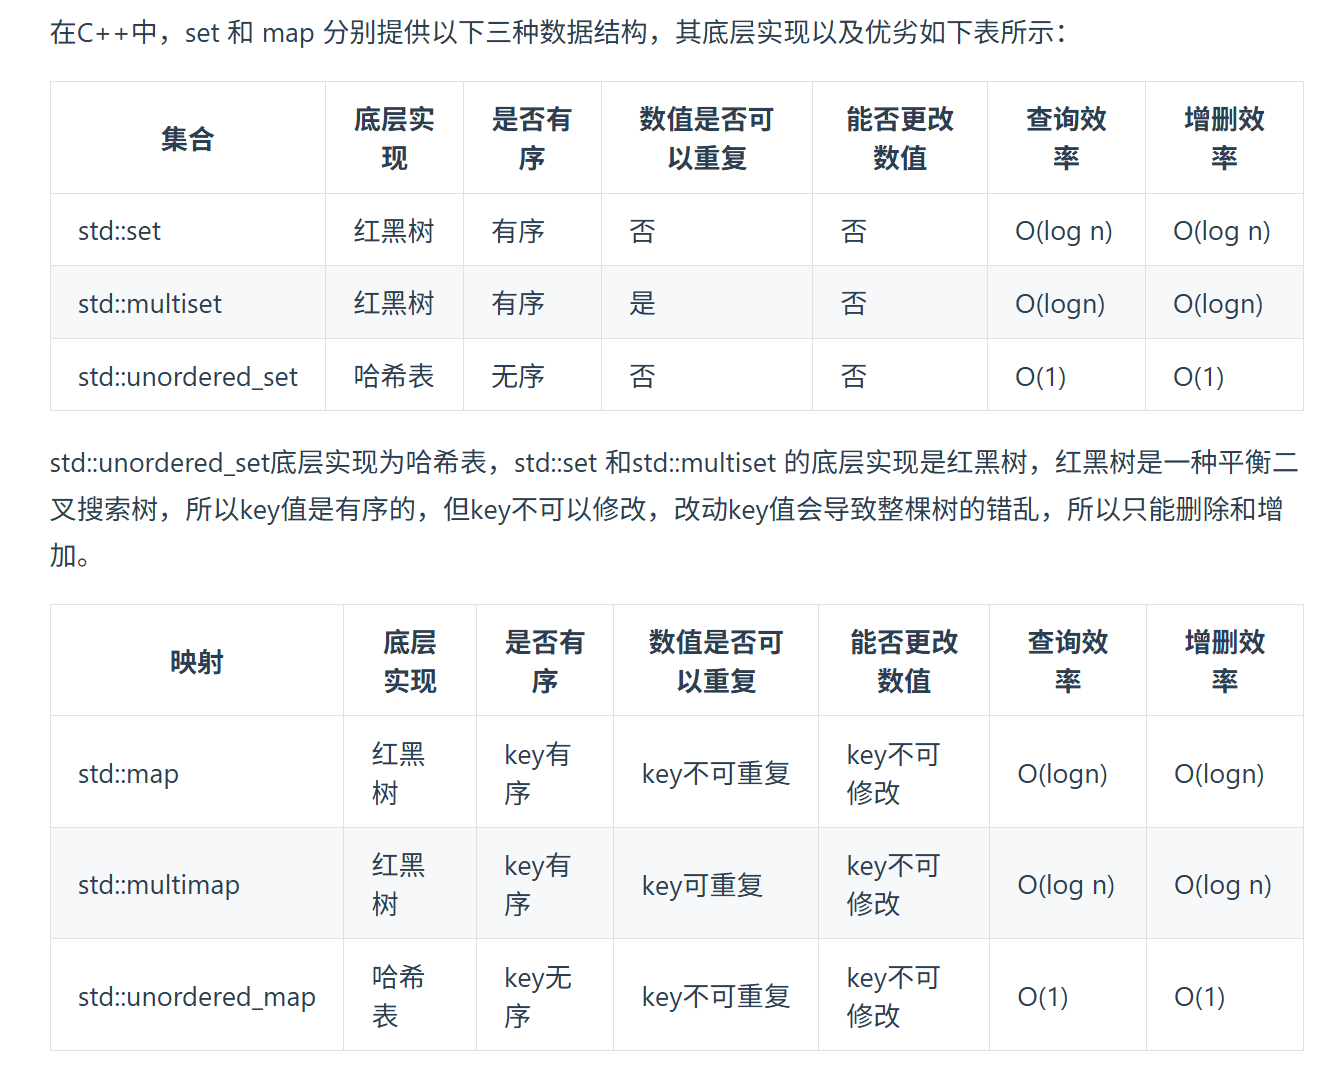 在C++中，set 和 map 分别提供以下三种数据结构，其底层实现以及优劣如下表所示：
集合 底层实现 是否有序 数值是否可以重复 能否更改数值 查询效率 增删效率
std::set 红黑树 有序 否 否 O(log n) O(log n)
std::multiset 红黑树 有序 是 否 O(logn) O(logn)
std::unordered_set 哈希表 无序 否 否 O(1) O(1)
std::unordered_set底层实现为哈希表，std::set 和std::multiset 的底层实现是红黑树，红黑树是一种平衡二
叉搜索树，所以key值是有序的，但key不可以修改，改动key值会导致整棵树的错乱，所以只能删除和增
加。
映射 底层实现 是否有序 数值是否可以重复 能否更改数值 查询效率 增删效率
std::map 红黑树 key有序 key不可重复 key不可修改 O(logn) O(logn)
std::multimap 红黑树 key有序 key可重复 key不可修改 O(log n) O(log n)
std::unordered_map 哈希表 key无序 key不可重复 key不可修改 O(1) O(1)